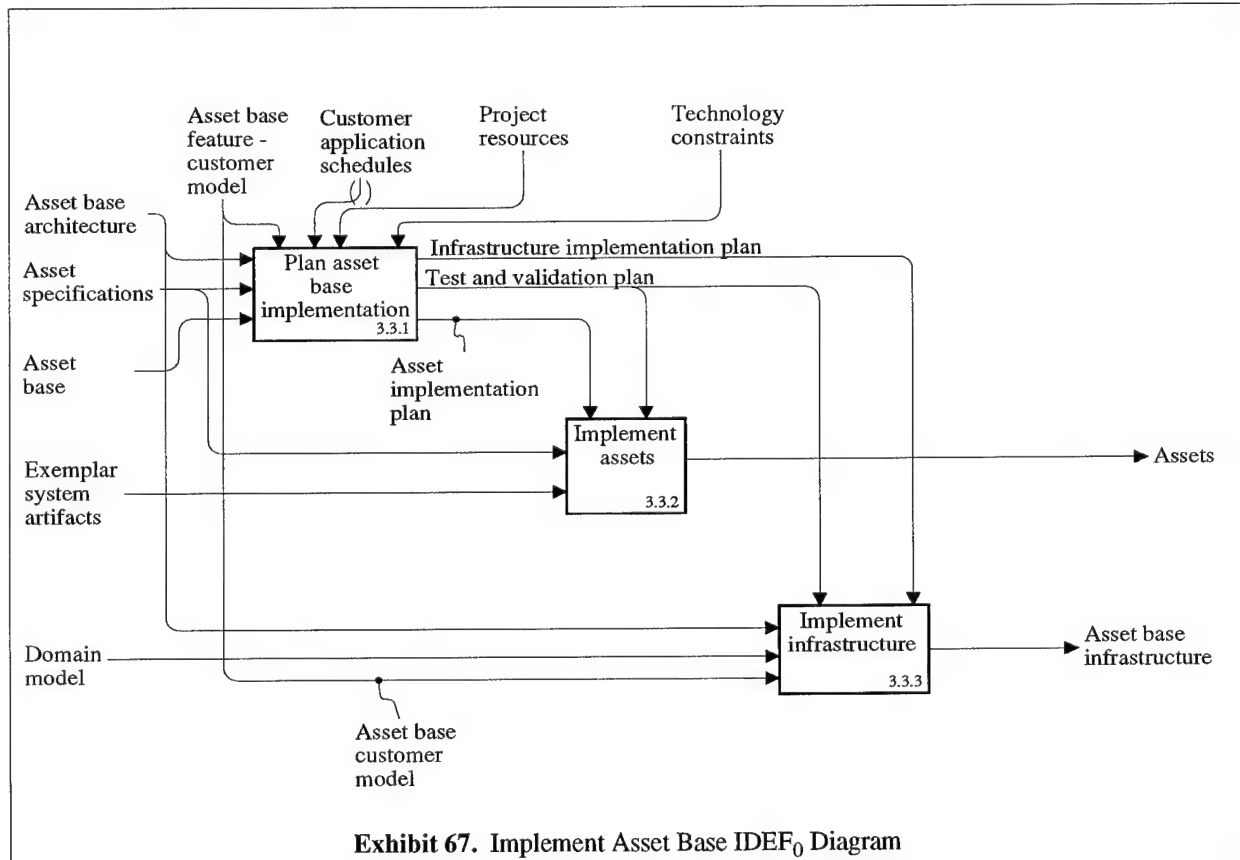 Asset base
feature -
customer
model
Customer
application
schedules
( )
Project
resources
Technology
constraints
Asset base
architecture
Asset
specifications
Asset
base
Plan asset
base
implementation
3.3.1
Infrastructure implementation plan
Test and validation plan
Asset
implementation
plan
Exemplar
system
artifacts
Implement
assets
3.3.2
Assets
Domain
model
Implement
infrastructure
3.3.3
Asset base
infrastructure
Asset base
customer
model
Exhibit 67. Implement Asset Base IDEF0 Diagram